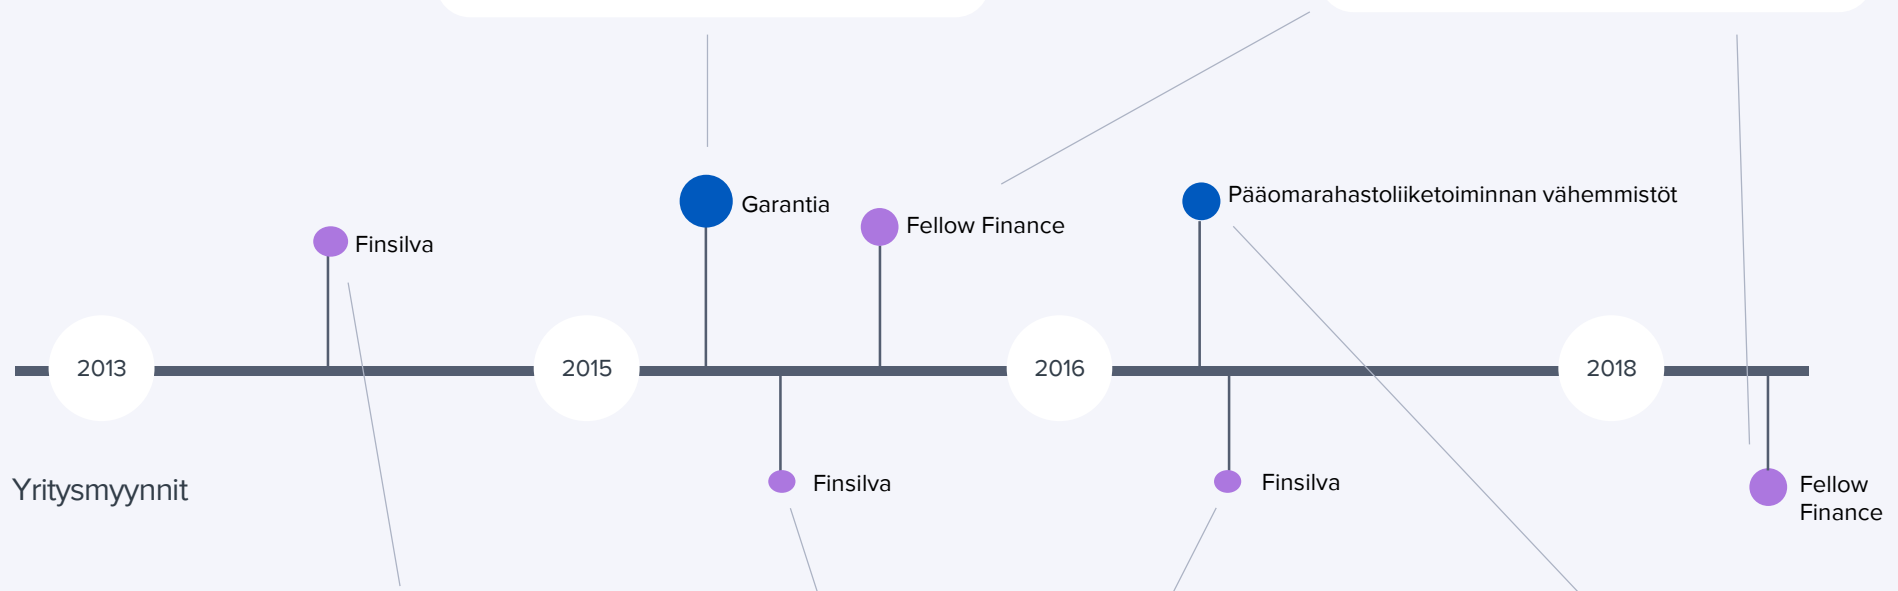 Pääomarahastoliiketoiminnan vähemmistöt
Garantia
Fellow Finance
Finsilva
2013
2015
2016
2018
Yritysmyynnit
Finsilva
Finsilva
Fellow
Finance